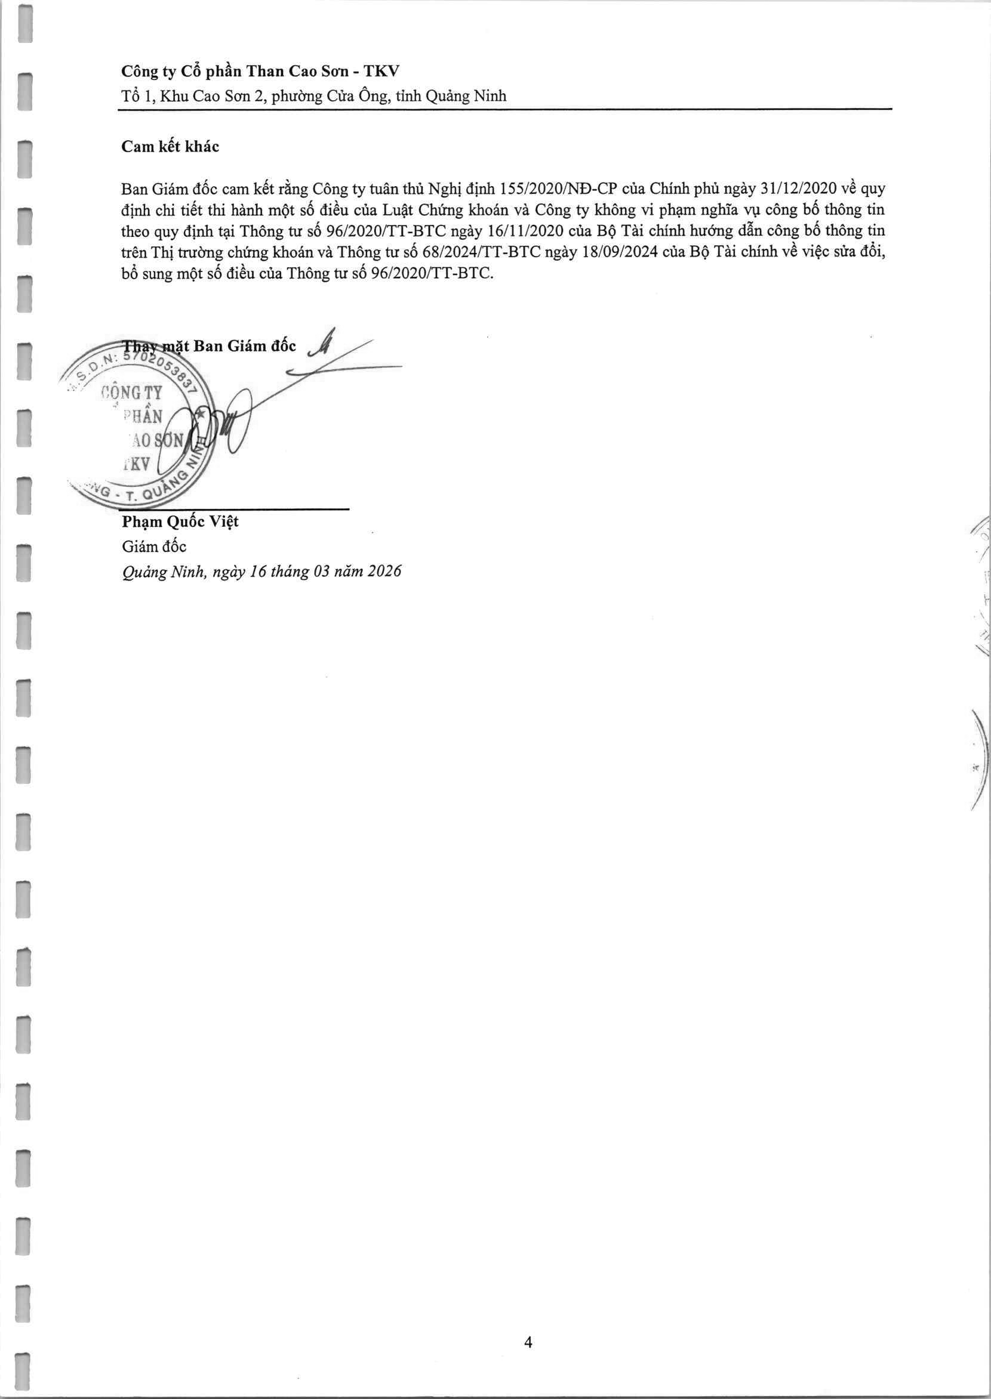 Công ty Cổ phần Than Cao Sơn - TKV
Tổ 1, Khu Cao Sơn 2, phường Cửa Ông, tỉnh Quảng Ninh
Cam kết khác
Ban Giám đốc cam kết rằng Công ty tuân thủ Nghị định 155/2020/NĐ-CP của Chính phủ ngày 31/12/2020 về quy
định chi tiết thi hành một số điều của Luật Chứng khoán và Công ty không vi phạm nghĩa vụ công bố thông tin
theo quy định tại Thông tư số 96/2020/TT-BTC ngày 16/11/2020 của Bộ Tài chính hướng dẫn công bố thông tin
trên Thị trường chứng khoán và Thông tư số 68/2024/TT-BTC ngày 18/09/2024 của Bộ Tài chính về việc sửa đổi,
bổ sung một số điều của Thông tư số 96/2020/TT-BTC.
Thay mặt Ban Giám đốc
S.D.N: 5702053837
CÔNG TY
PHẦN
CAO SƠN
TKV
T. QUẢNG NINH
Phạm Quốc Việt
Giám đốc
Quảng Ninh, ngày 16 tháng 03 năm 2026
4